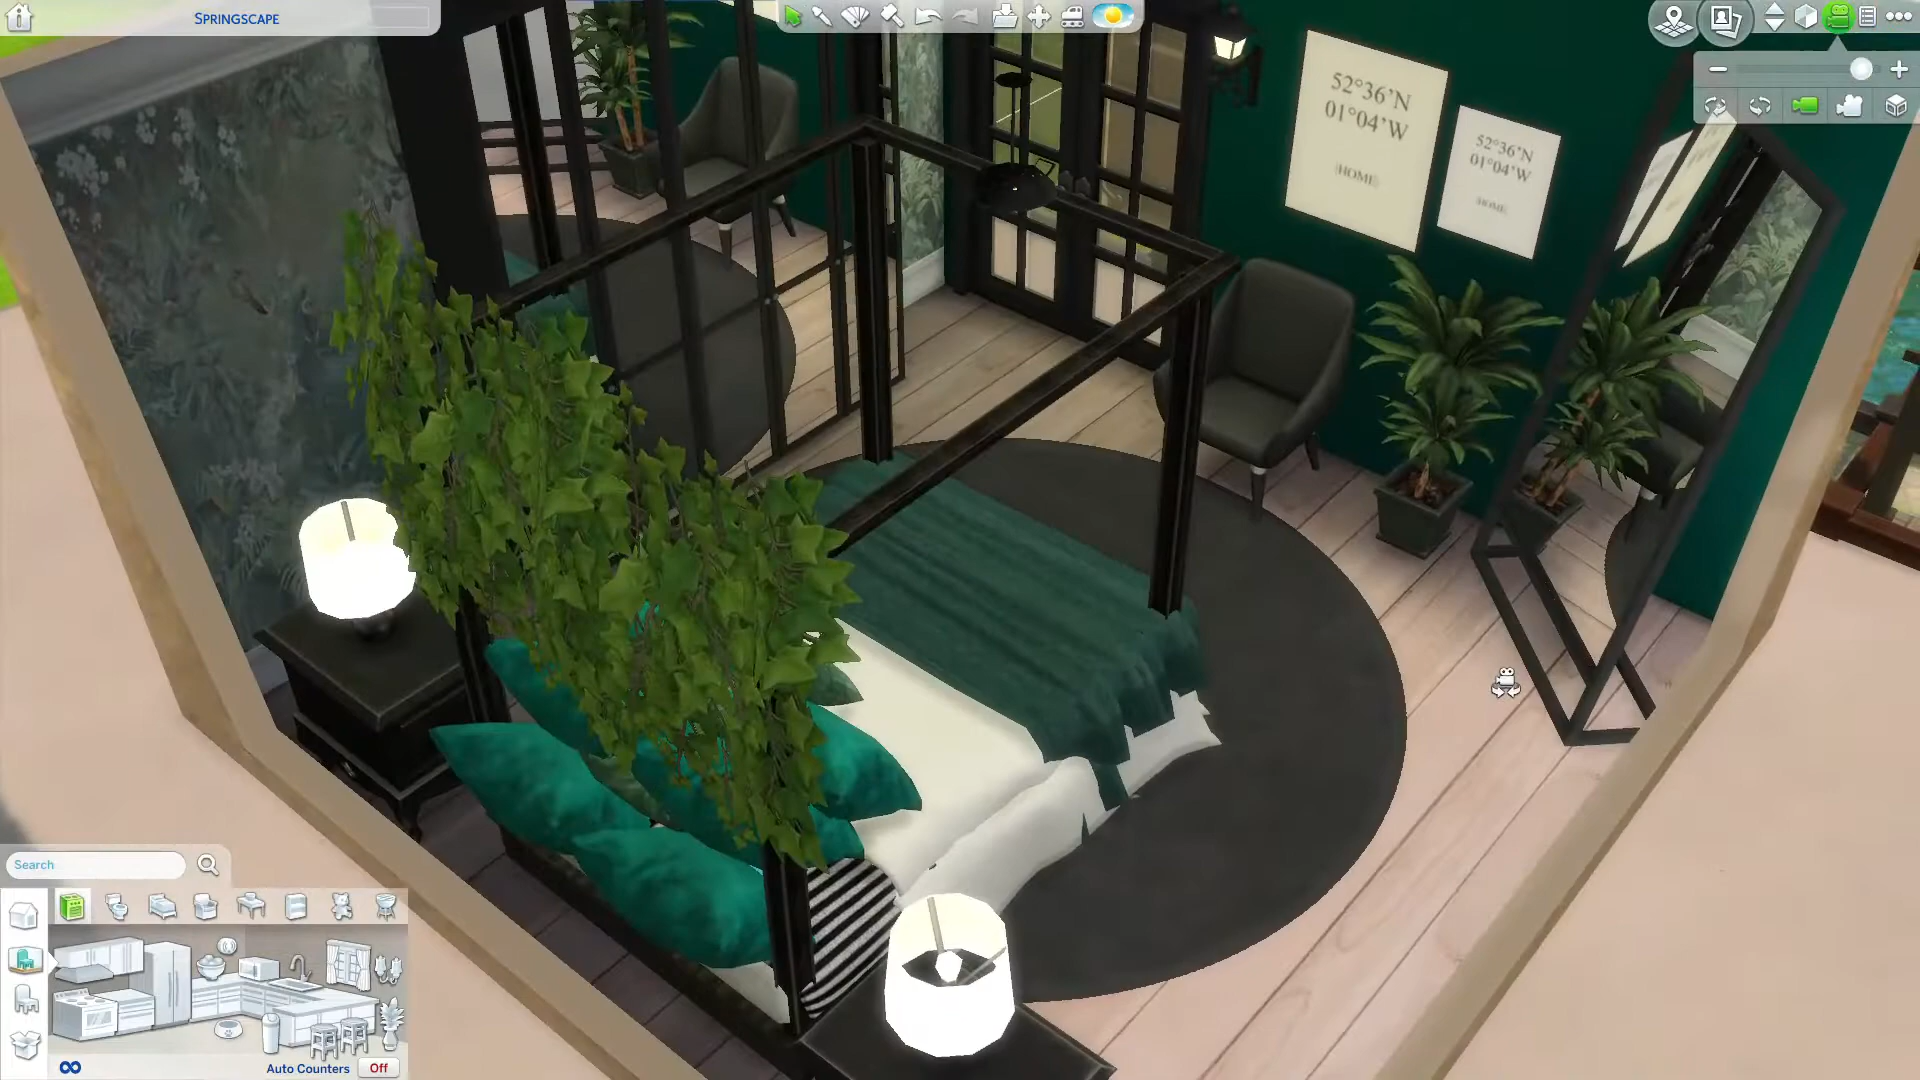 SPRINGSCAPE
52°36'N
01°04'W
HOME
52°36'N
01°04'W
HOME
Search
Auto Counters Off